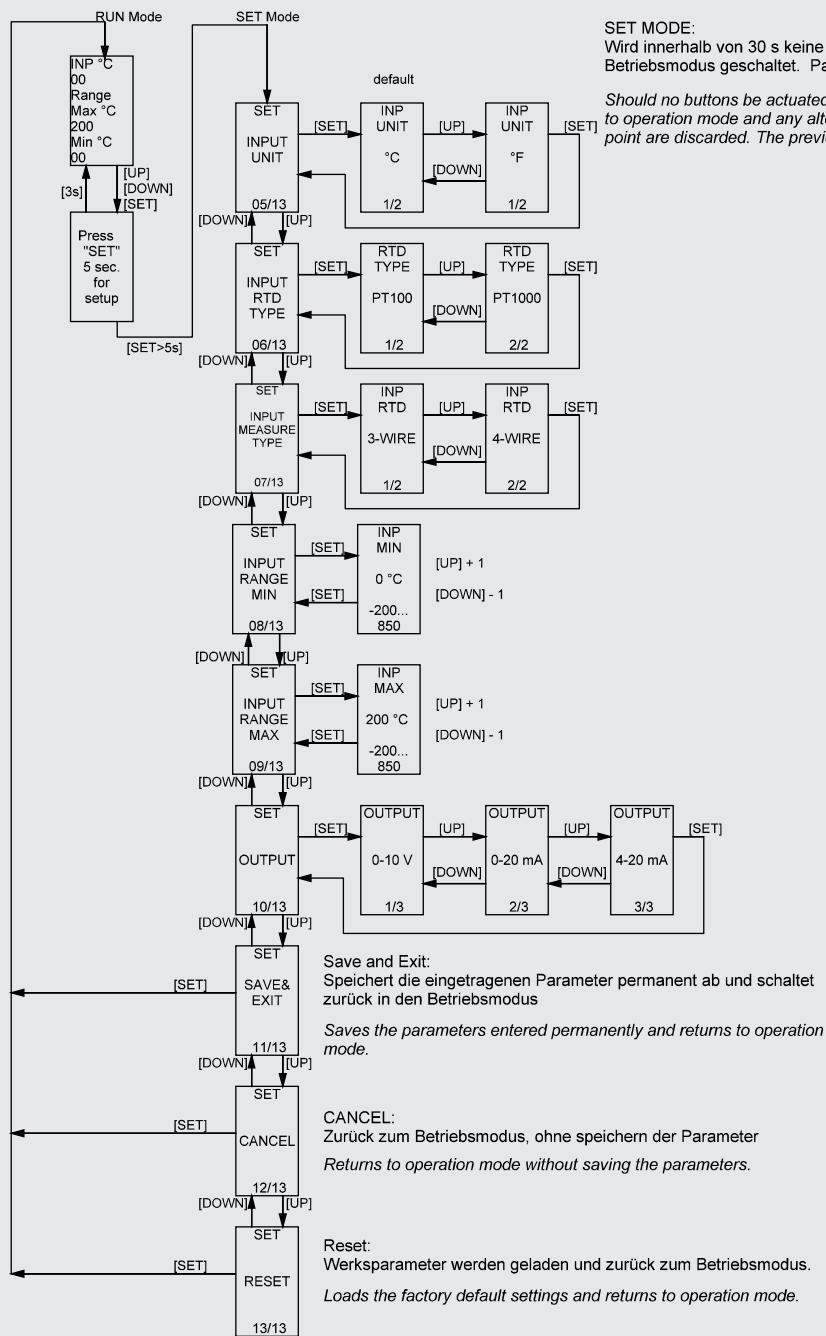 RUN Mode
INP °C
00
Range
Max °C
200
Min °C
00
[3s]
[UP]
[DOWN]
[SET]
Press
"SET"
5 sec.
for
setup
[SET>5s]
SET Mode
default
SET MODE:
Wird innerhalb von 30 s keine
Betriebsmodus geschaltet.
Should no buttons be actuated
to operation mode and any
point are discarded. The
SET
INPUT
UNIT
05/13
[SET]
INP
UNIT
°C
1/2
[UP]
[DOWN]
INP
UNIT
°F
1/2
[SET]
[DOWN]
[UP]
SET
INPUT
RTD
TYPE
06/13
[SET]
RTD
TYPE
PT100
1/2
[UP]
[DOWN]
RTD
TYPE
PT1000
2/2
[SET]
[DOWN]
[UP]
SET
INPUT
MEASURE
TYPE
07/13
[SET]
INP
RTD
3-WIRE
1/2
[UP]
[DOWN]
INP
RTD
4-WIRE
2/2
[SET]
[DOWN]
[UP]
SET
INPUT
RANGE
MIN
08/13
[SET]
[SET]
INP
MIN
0 °C
-200...
850
[UP] + 1
[DOWN] - 1
[DOWN]
[UP]
SET
INPUT
RANGE
MAX
09/13
[SET]
[SET]
INP
MAX
200 °C
-200...
850
[UP] + 1
[DOWN] - 1
[DOWN]
[UP]
SET
OUTPUT
10/13
[SET]
OUTPUT
0-10 V
1/3
[UP]
[DOWN]
OUTPUT
0-20 mA
2/3
[UP]
[DOWN]
OUTPUT
4-20 mA
3/3
[SET]
[DOWN]
[UP]
SET
SAVE&
EXIT
11/13
[SET]
Save and Exit:
Speichert die eingetragenen Parameter permanent ab und schaltet
zurück in den Betriebsmodus
Saves the parameters entered permanently and returns to operation
mode.
[DOWN]
[UP]
SET
CANCEL
12/13
[SET]
CANCEL:
Zurück zum Betriebsmodus, ohne speichern der Parameter
Returns to operation mode without saving the parameters.
[DOWN]
[UP]
SET
RESET
13/13
[SET]
Reset:
Werksparameter werden geladen und zurück zum Betriebsmodus.
Loads the factory default settings and returns to operation mode.